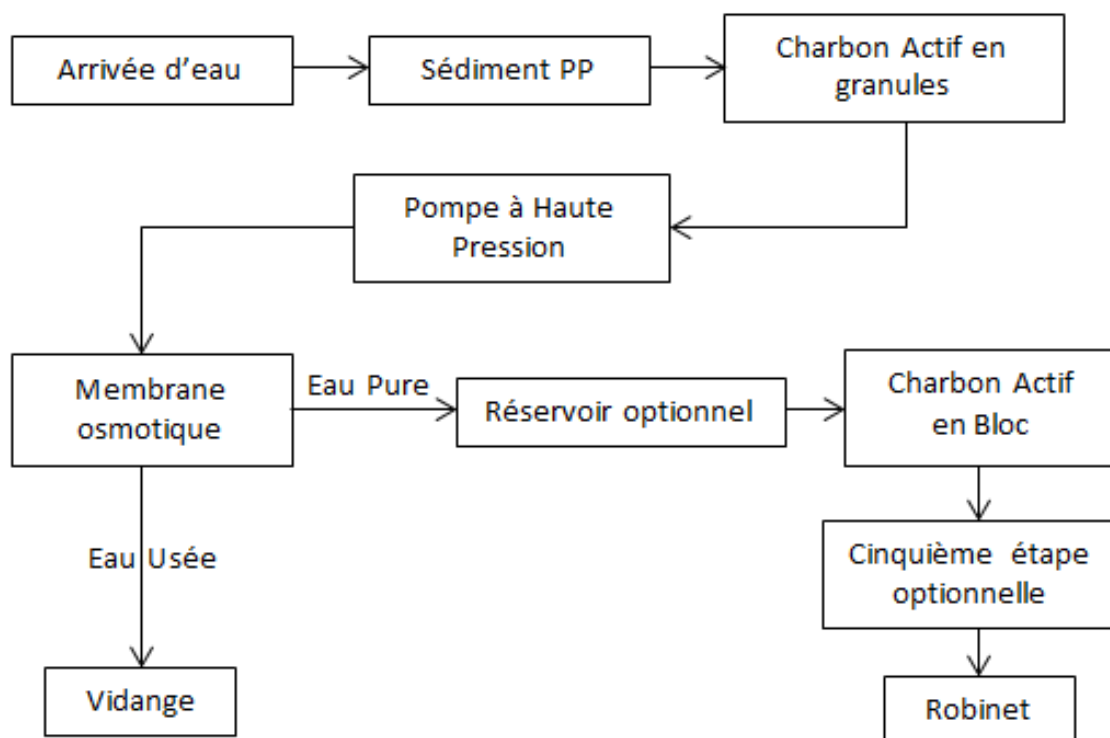 Arrivée d’eau
Sédiment PP
Charbon Actif en
granules
Pompe à Haute
Pression
Membrane
osmotique
Eau Pure
Réservoir optionnel
Charbon Actif
en Bloc
Eau Usée
Cinquième étape
optionnelle
Vidange
Robinet